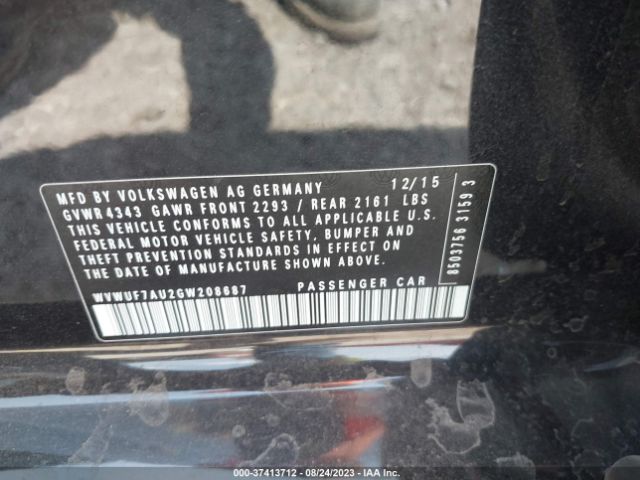 MFD BY VOLKSWAGEN AG GERMANY 12/15
GVWR 4343 GAWR FRONT 2293 / REAR 2161 LBS
THIS VEHICLE CONFORMS TO ALL APPLICABLE U.S.
FEDERAL MOTOR VEHICLE SAFETY, BUMPER AND
THEFT PREVENTION STANDARDS IN EFFECT ON
THE DATE OF MANUFACTURE SHOWN ABOVE.
WVWUF7AU2GW208687 PASSENGER CAR
8503756 3159 3
000-37413712 - 08/24/2023 - IAA Inc.